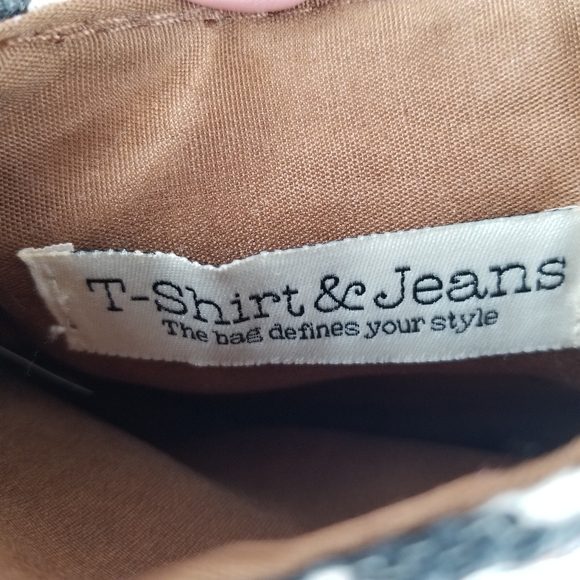 T-Shirt & Jeans
The bag defines your style